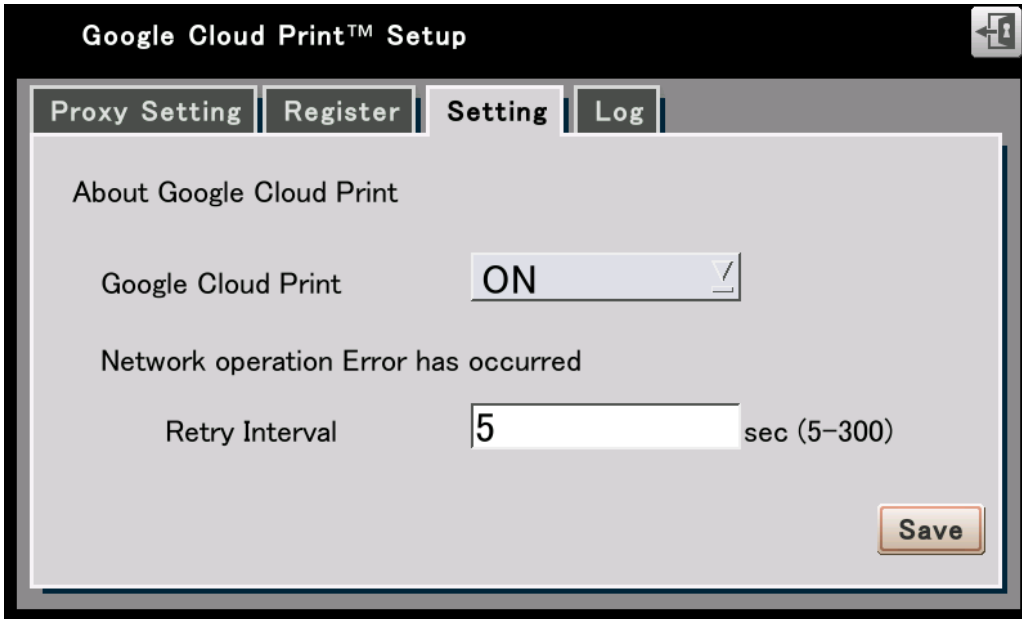 Google Cloud Print™ Setup
Proxy Setting Register Setting Log
About Google Cloud Print
Google Cloud Print ON
Network operation Error has occurred
Retry Interval 5 sec (5-300)
Save